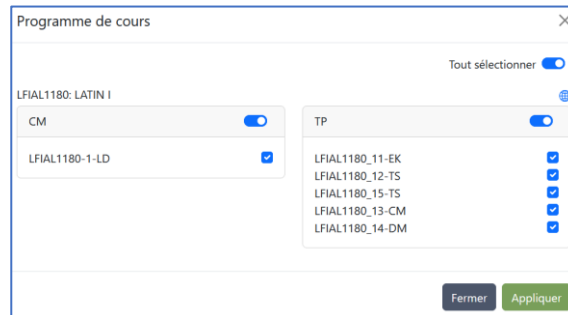 Programme de cours
Tout sélectionner
LFIAL1180: LATIN I
CM
LFIAL1180-1-LD
TP
LFIAL1180_11-EK
LFIAL1180_12-TS
LFIAL1180_15-TS
LFIAL1180_13-CM
LFIAL1180_14-DM
Fermer Appliquer